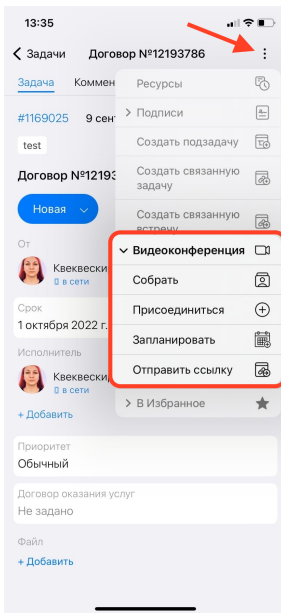 13:35
Задачи
Договор №12193786
Задача
Коммен
#1169025
9 сен
test
Договор №12193
Новая
От
Квеквески
в сети
Срок
1 октября 2022 г.
Исполнитель
Квеквески
в сети
+ Добавить
Приоритет
Обычный
Договор оказания услуг
Не задано
Файл
+ Добавить
Ресурсы
Подписи
Создать подзадачу
Создать связанную
задачу
Создать связанную
встречу
Видеоконференция
Собрать
Присоединиться
Запланировать
Отправить ссылку
В Избранное